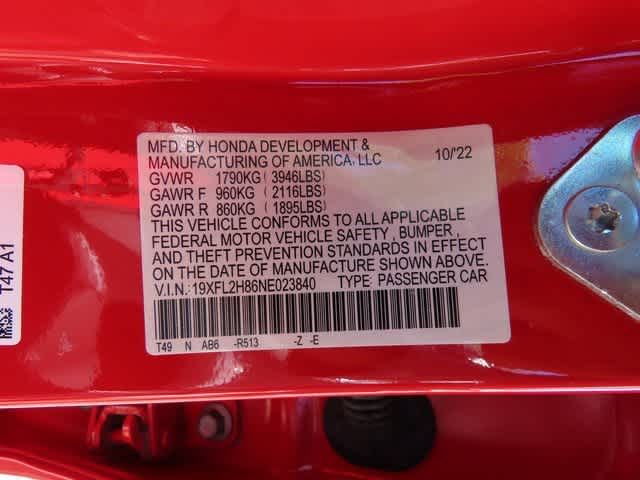 MFD. BY HONDA DEVELOPMENT &
MANUFACTURING OF AMERICA, LLC 10/'22
GVWR 1790KG (3946LBS)
GAWR F 960KG (2116LBS)
GAWR R 860KG (1895LBS)
THIS VEHICLE CONFORMS TO ALL APPLICABLE
FEDERAL MOTOR VEHICLE SAFETY , BUMPER ,
AND THEFT PREVENTION STANDARDS IN EFFECT
ON THE DATE OF MANUFACTURE SHOWN ABOVE.
V.I.N.:19XFL2H86NE023840 TYPE: PASSENGER CAR
T49 N AB6 -R513 -Z -E
T47 A1